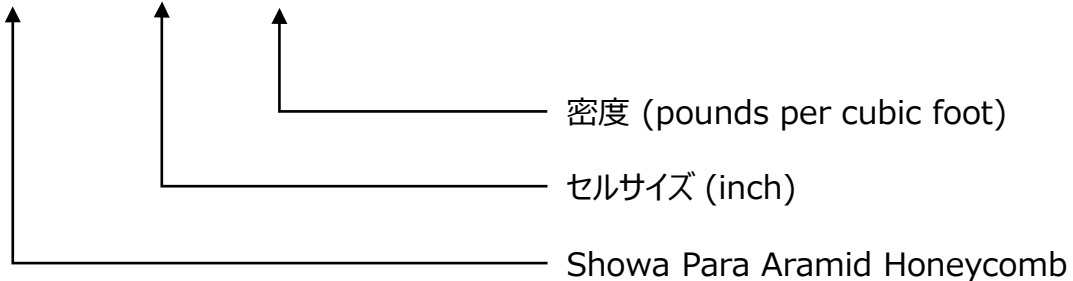 密度 (pounds per cubic foot)
セルサイズ (inch)
Showa Para Aramid Honeycomb